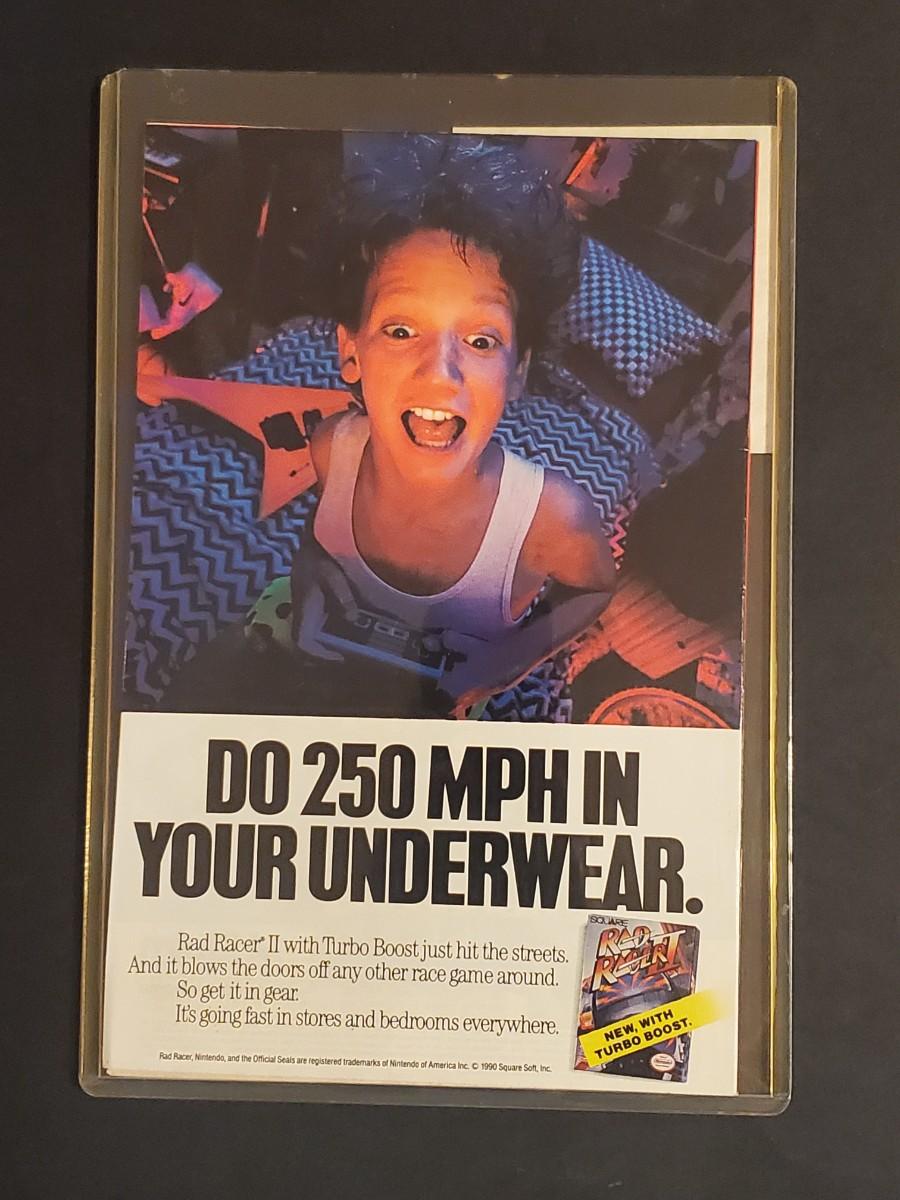 DO 250 MPH IN
YOUR UNDERWEAR.
Rad Racer® II with Turbo Boost just hit the streets.
And it blows the doors off any other race game around.
So get it in gear.
It's going fast in stores and bedrooms everywhere.
SQUARE
RAD
RACER II
NEW, WITH
TURBO BOOST.
Rad Racer, Nintendo, and the Official Seals are registered trademarks of Nintendo of America Inc. © 1990 Square Soft, Inc.